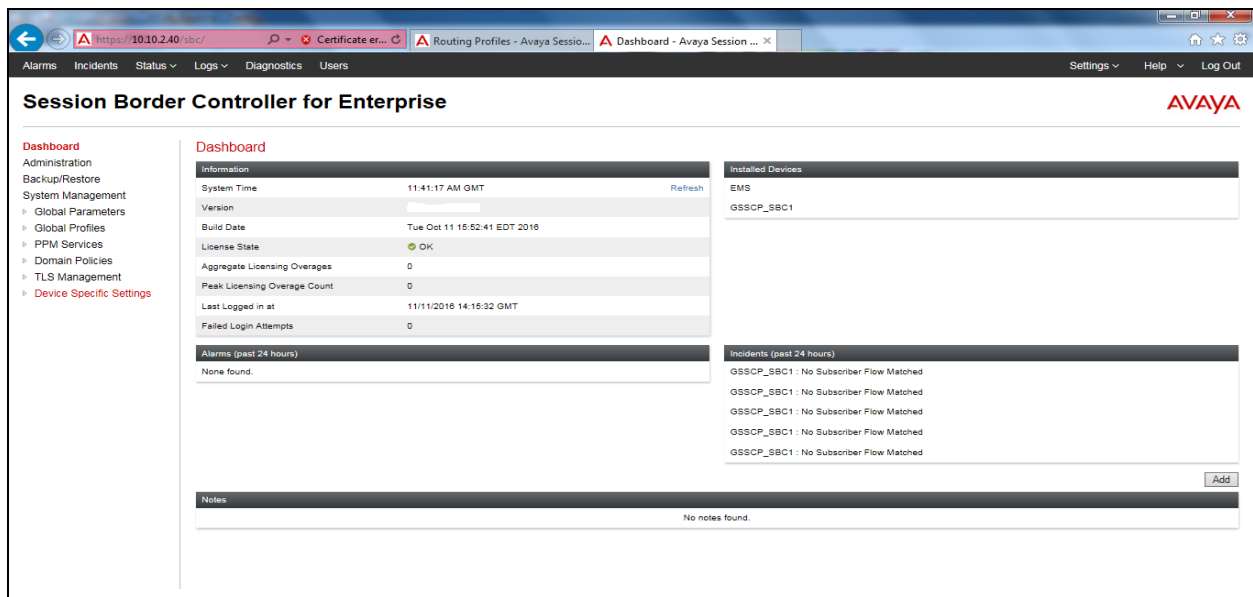 https://10.10.2.40/sbc/ Certificate er... Routing Profiles - Avaya Sessio... Dashboard - Avaya Session ...
Alarms Incidents Status Logs Diagnostics Users Settings Help Log Out
Session Border Controller for Enterprise
AVAYA
Dashboard
Administration
Backup/Restore
System Management
Global Parameters
Global Profiles
PPM Services
Domain Policies
TLS Management
Device Specific Settings
Dashboard
Information
System Time 11:41:17 AM GMT Refresh
Version
Build Date Tue Oct 11 15:52:41 EDT 2016
License State OK
Aggregate Licensing Overages 0
Peak Licensing Overage Count 0
Last Logged in at 11/11/2016 14:15:32 GMT
Failed Login Attempts 0
Installed Devices
EMS
GSSCP_SBC1
Alarms (past 24 hours)
None found.
Incidents (past 24 hours)
GSSCP_SBC1 : No Subscriber Flow Matched
GSSCP_SBC1 : No Subscriber Flow Matched
GSSCP_SBC1 : No Subscriber Flow Matched
GSSCP_SBC1 : No Subscriber Flow Matched
GSSCP_SBC1 : No Subscriber Flow Matched
Add
Notes
No notes found.